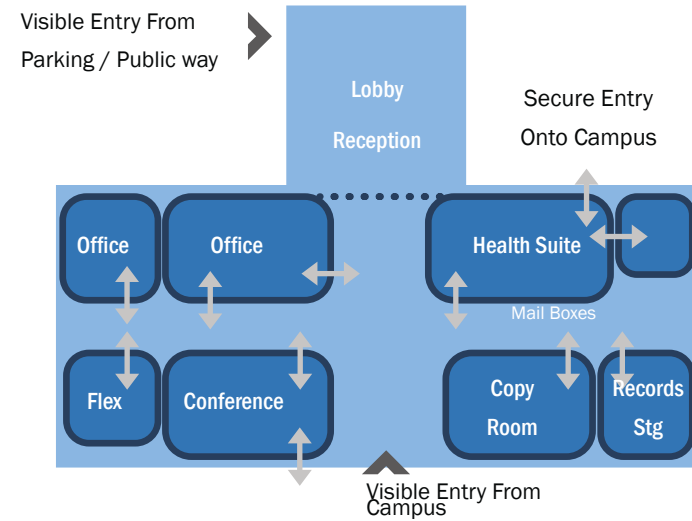 Visible Entry From
Parking / Public way
Lobby
Reception
Secure Entry
Onto Campus
Office
Office
Health Suite
Mail Boxes
Flex
Conference
Copy
Room
Records
Stg
Visible Entry From
Campus